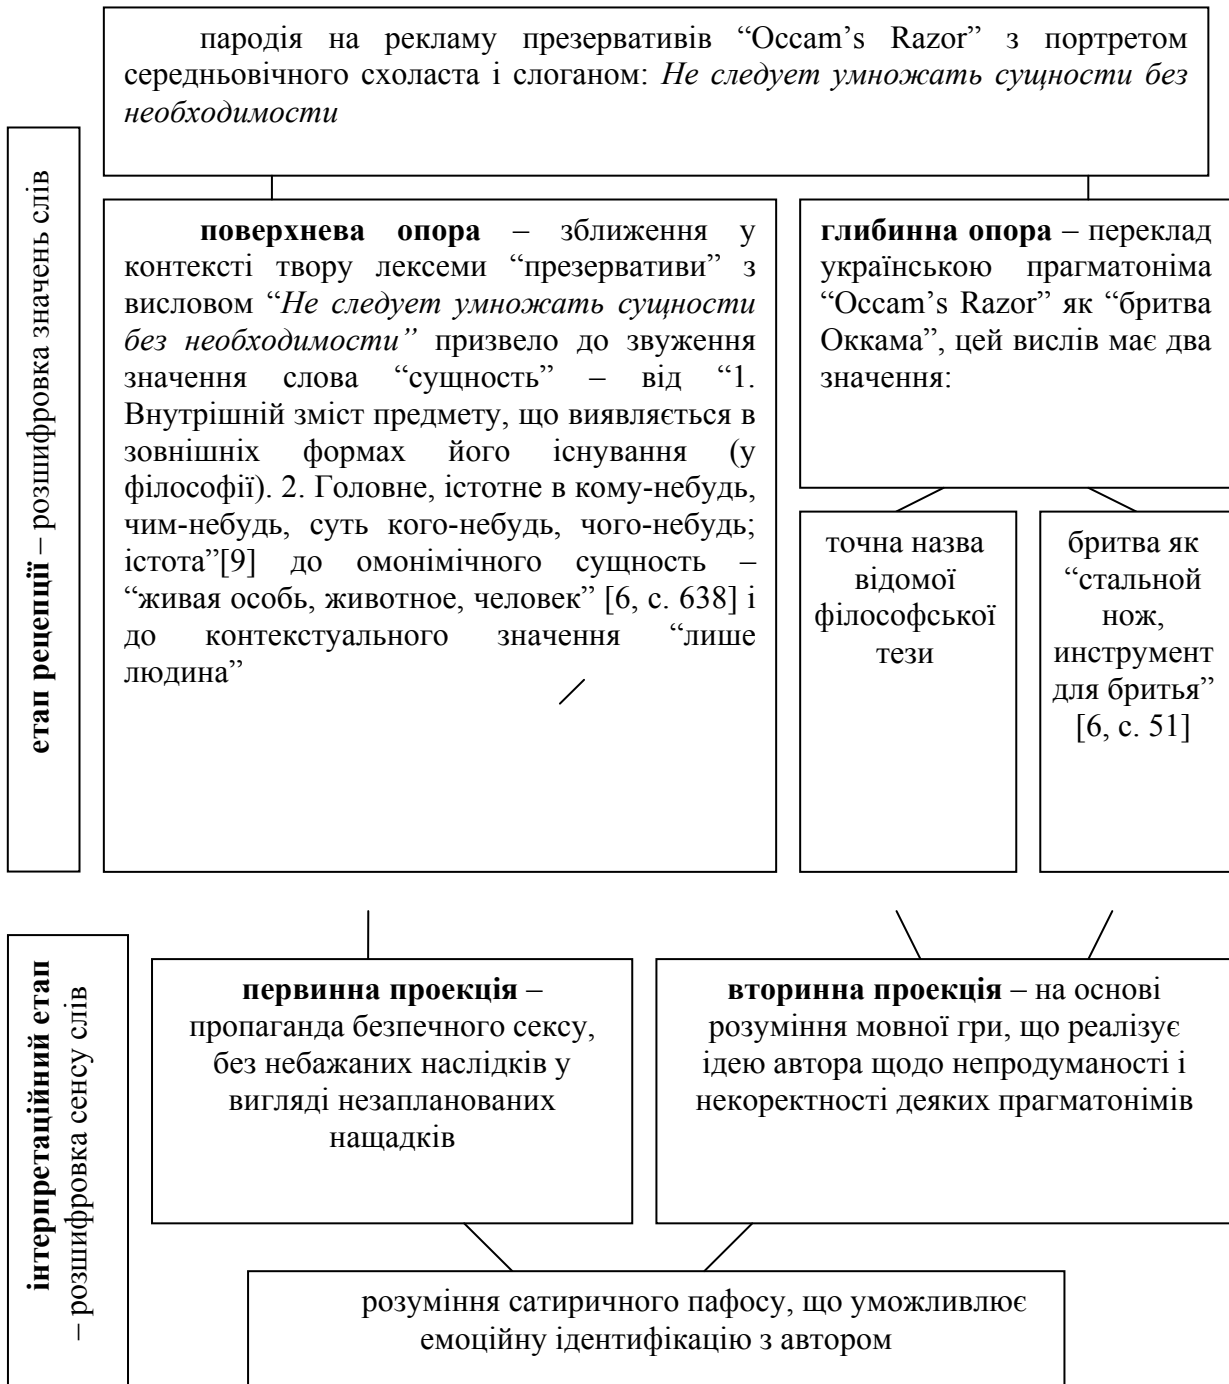 пародія на рекламу презервативів “Occam’s Razor” з портретом
середньовічного схоласта і слоганом: Не следует умножать сущности без
необходимости
етап рецепції – розшифровка значень слів
поверхнева опора – зближення у
контексті твору лексеми “презервативи” з
висловом “Не следует умножать сущности
без необходимости” призвело до звуження
значення слова “сущность” – від “1.
Внутрішній зміст предмету, що виявляється в
зовнішніх формах його існування (у
філософії). 2. Головне, істотне в кому-небудь,
чим-небудь, суть кого-небудь, чого-небудь;
істота”[9] до омонімічного сущность –
“живая особь, животное, человек” [6, с. 638] і
до контекстуального значення “лише
людина”
глибинна опора – переклад
українською прагматоніма
“Occam’s Razor” як “бритва
Оккама”, цей вислів має два
значення:
точна назва
відомої
філософської
тези
бритва як
“стальной
нож,
инструмент
для бритья”
[6, с. 51]
інтерпретаційний етап
– розшифровка сенсу слів
первинна проекція –
пропаганда безпечного сексу,
без небажаних наслідків у
вигляді незапланованих
нащадків
вторинна проекція – на основі
розуміння мовної гри, що реалізує
ідею автора щодо непродуманості і
некоректності деяких прагматонімів
розуміння сатиричного пафосу, що уможливлює
емоційну ідентифікацію з автором